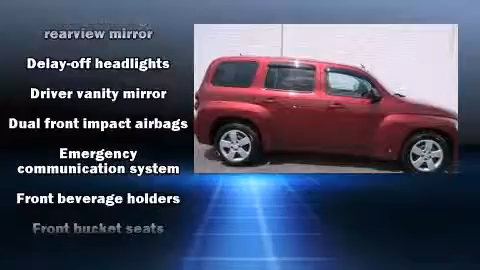 rearview mirror
Delay-off headlights
Driver vanity mirror
Dual front impact airbags
Emergency
communication system
Front beverage holders
Front bucket seats